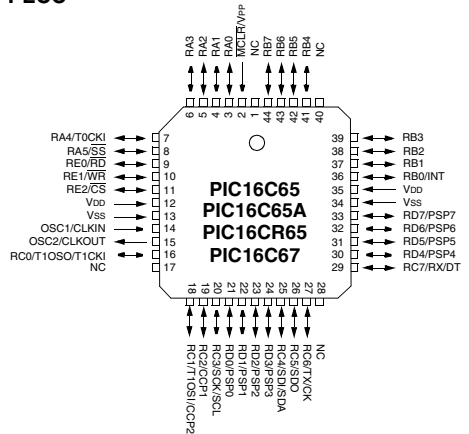 RA3
RA2
RA1
RA0
MCLR/VPP
NC
RB7
RB6
RB5
RB4
NC
6
5
4
3
2
1
44
43
42
41
40
RA4/T0CKI 7
RA5/SS 8
RE0/RD 9
RE1/WR 10
RE2/CS 11
VDD 12
VSS 13
OSC1/CLKIN 14
OSC2/CLKOUT 15
RC0/T1OSO/T1CKI 16
NC 17
PIC16C65
PIC16C65A
PIC16CR65
PIC16C67
39 RB3
38 RB2
37 RB1
36 RB0/INT
35 VDD
34 VSS
33 RD7/PSP7
32 RD6/PSP6
31 RD5/PSP5
30 RD4/PSP4
29 RC7/RX/DT
18
19
20
21
22
23
24
25
26
27
28
RC1/T1OSI/CCP2
RC2/CCP1
RC3/SCK/SCL
RD0/PSP0
RD1/PSP1
RD2/PSP2
RD3/PSP3
RC4/SDI/SDA
RC5/SDO
RC6/TX/CK
NC